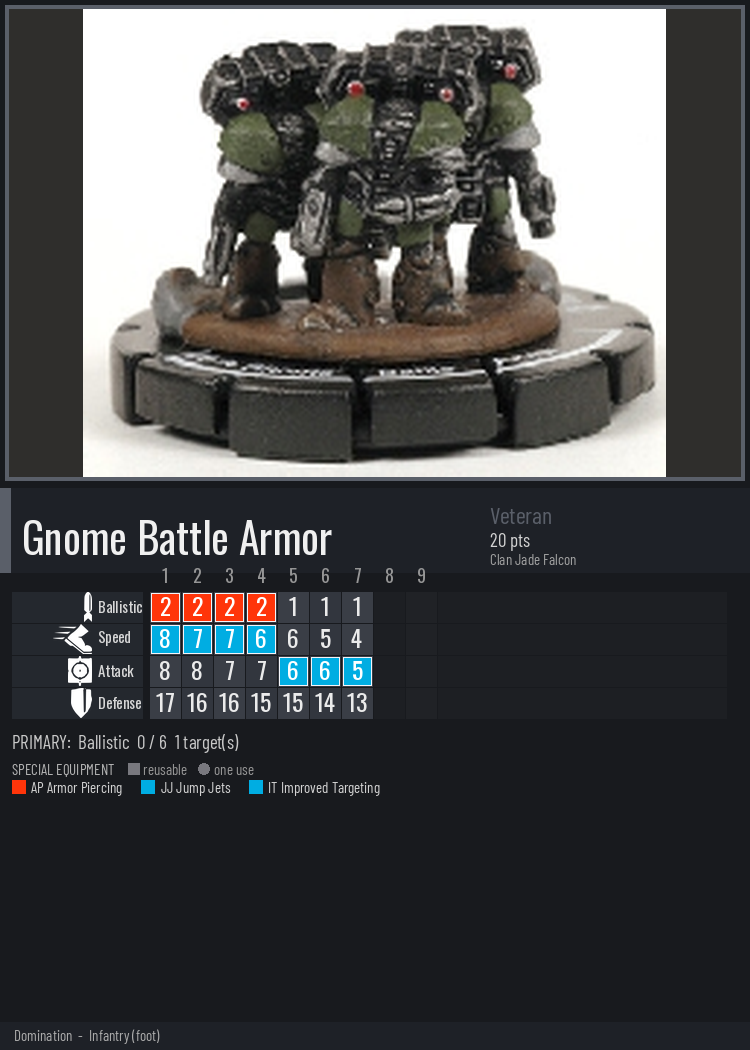 Gnome Battle Armor
Veteran
20 pts
Clan Jade Falcon
1 2 3 4 5 6 7 8 9
Ballistic 2 2 2 2 1 1 1
Speed 8 7 7 6 6 5 4
Attack 8 8 7 7 6 6 5
Defense 17 16 16 15 15 14 13
PRIMARY: Ballistic 0 / 6 1 target(s)
SPECIAL EQUIPMENT reusable one use
AP Armor Piercing JJ Jump Jets IT Improved Targeting
Domination - Infantry (foot)